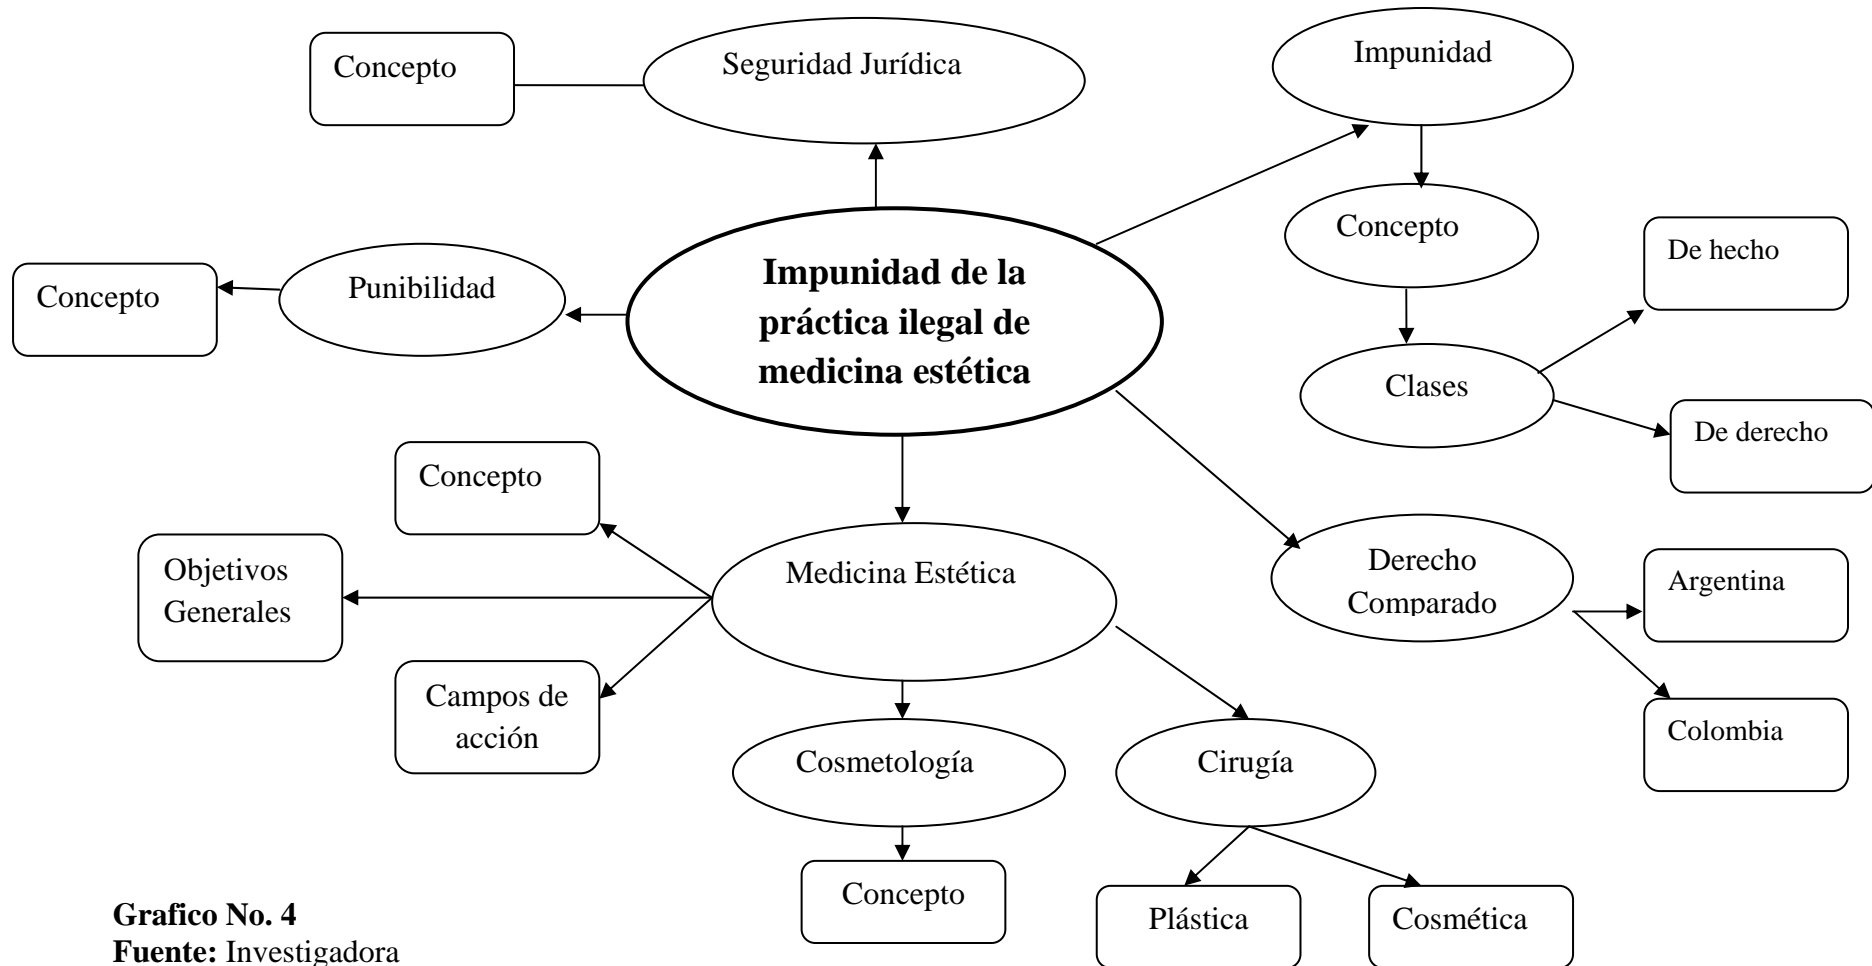 Concepto
Seguridad Jurídica
Impunidad
Concepto
De hecho
Concepto
Punibilidad
Impunidad de la
práctica ilegal de
medicina estética
Clases
De derecho
Concepto
Objetivos
Generales
Medicina Estética
Derecho
Comparado
Argentina
Campos de
acción
Colombia
Cosmetología
Cirugía
Concepto
Plástica
Cosmética
Grafico No. 4
Fuente: Investigadora